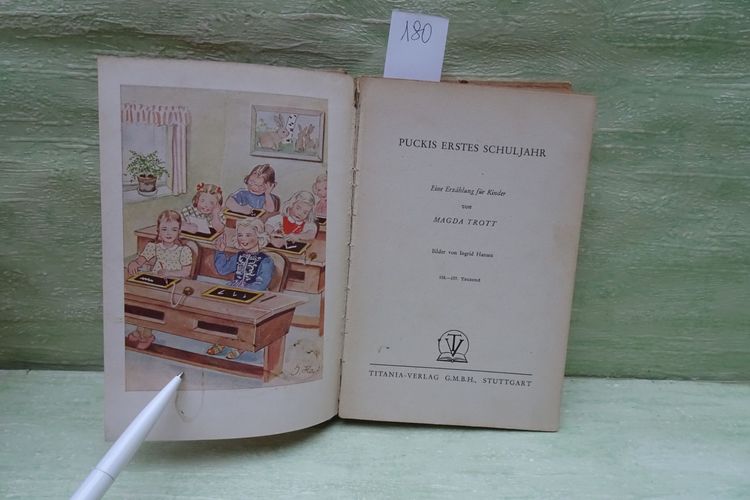 180
PUCKIS ERSTES SCHULJAHR
Eine Erzählung für Kinder
von
MAGDA TROTT
Bilder von Ingrid Hansen
Tausend
TV
TITANIA-VERLAG G.M.B.H., STUTTGART